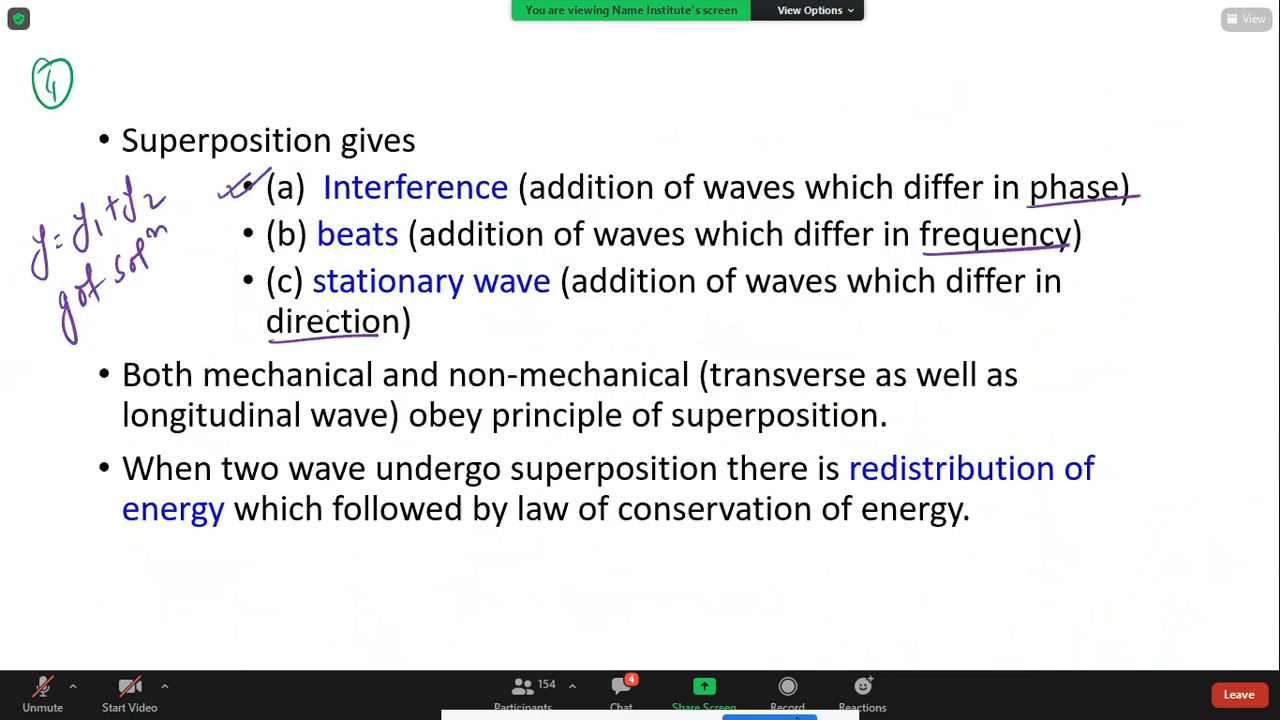 You are viewing Name Institute's screen
View Options
View
4
• Superposition gives
• (a) Interference (addition of waves which differ in phase)
• (b) beats (addition of waves which differ in frequency)
• (c) stationary wave (addition of waves which differ in
direction)
y = y1 + y2
got solⁿ
• Both mechanical and non-mechanical (transverse as well as
longitudinal wave) obey principle of superposition.
• When two wave undergo superposition there is redistribution of
energy which followed by law of conservation of energy.
Unmute
Start Video
154
Participants
4
Chat
Share Screen
Record
Reactions
Leave